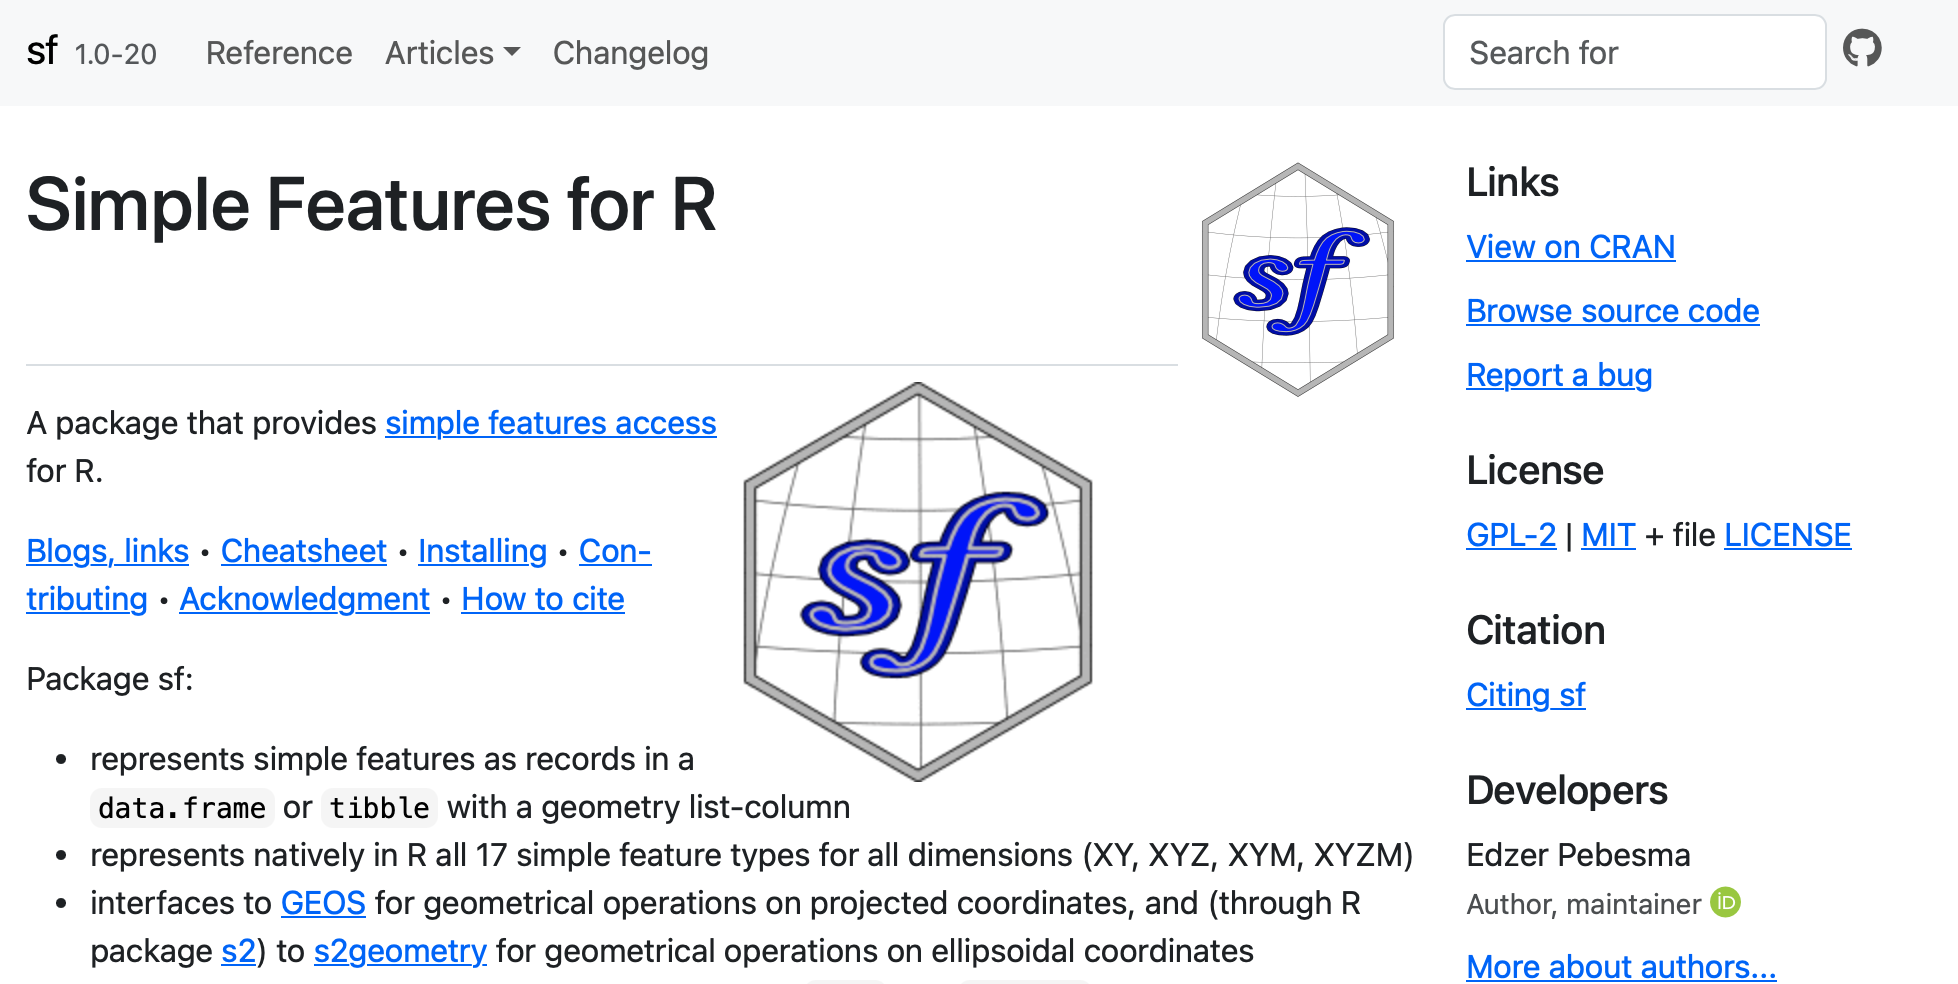 sf 1.0-20 Reference Articles Changelog Search for
Simple Features for R
sf
A package that provides simple features access
for R.
Blogs, links • Cheatsheet • Installing • Con-
tributing • Acknowledgment • How to cite
sf
Package sf:
• represents simple features as records in a
data.frame or tibble with a geometry list-column
• represents natively in R all 17 simple feature types for all dimensions (XY, XYZ, XYM, XYZM)
• interfaces to GEOS for geometrical operations on projected coordinates, and (through R
package s2) to s2geometry for geometrical operations on ellipsoidal coordinates
Links
View on CRAN
Browse source code
Report a bug
License
GPL-2 | MIT + file LICENSE
Citation
Citing sf
Developers
Edzer Pebesma
Author, maintainer iD
More about authors...